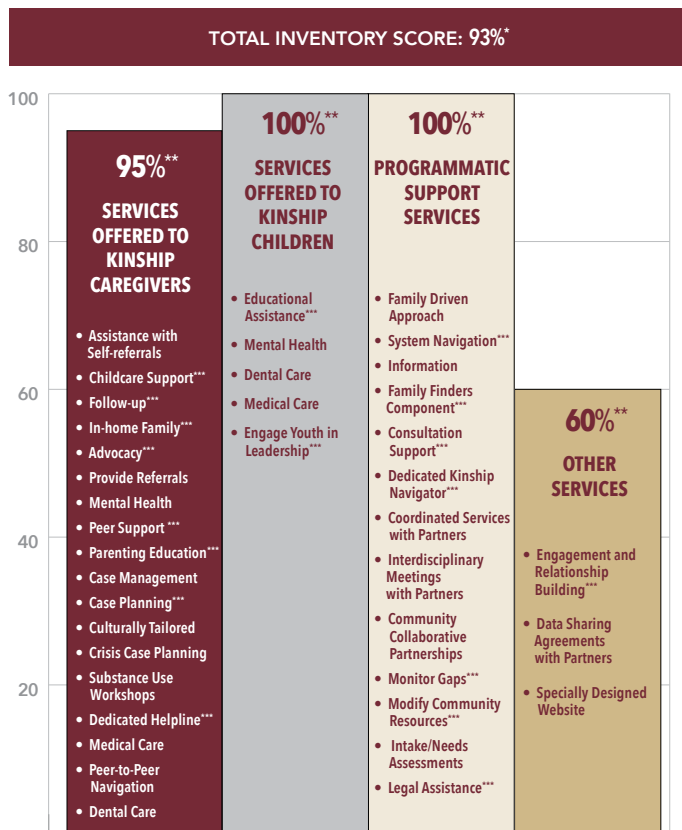 TOTAL INVENTORY SCORE: 93%*
100
80
60
40
20
95%**
SERVICES
OFFERED TO
KINSHIP
CAREGIVERS
• Assistance with
Self-referrals
• Childcare Support***
• Follow-up***
• In-home Family***
• Advocacy***
• Provide Referrals
• Mental Health
• Peer Support ***
• Parenting Education***
• Case Management
• Case Planning***
• Culturally Tailored
• Crisis Case Planning
• Substance Use
Workshops
• Dedicated Helpline***
• Medical Care
• Peer-to-Peer
Navigation
• Dental Care
100%**
SERVICES
OFFERED TO
KINSHIP
CHILDREN
• Educational
Assistance***
• Mental Health
• Dental Care
• Medical Care
• Engage Youth in
Leadership***
100%**
PROGRAMMATIC
SUPPORT
SERVICES
• Family Driven
Approach
• System Navigation***
• Information
• Family Finders
Component***
• Consultation
Support***
• Dedicated Kinship
Navigator***
• Coordinated Services
with Partners
• Interdisciplinary
Meetings
with Partners
• Community
Collaborative
Partnerships
• Monitor Gaps***
• Modify Community
Resources***
• Intake/Needs
Assessments
• Legal Assistance***
60%**
OTHER
SERVICES
• Engagement and
Relationship
Building***
• Data Sharing
Agreements
with Partners
• Specially Designed
Website